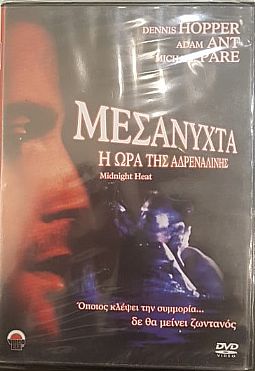 DENNIS HOPPER
ADAM ANT
MICHAEL PARE
ΜΕΣΑΝΥΧΤΑ
Η ΩΡΑ ΤΗΣ ΑΔΡΕΝΑΛΙΝΗΣ
Midnight Heat
Όποιος κλέψει την συμμορία...
δε θα μείνει ζωντανός
DVD
VIDEO